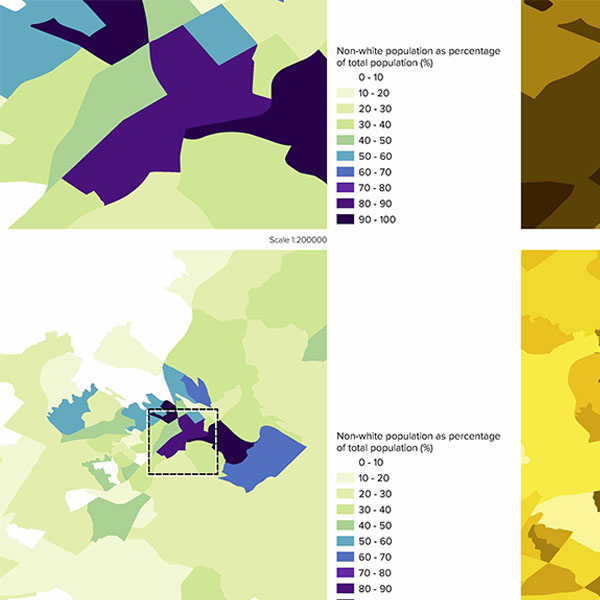 Non-white population as percentage
of total population (%)
0 - 10
10 - 20
20 - 30
30 - 40
40 - 50
50 - 60
60 - 70
70 - 80
80 - 90
90 - 100
Scale 1:200000
Non-white population as percentage
of total population (%)
0 - 10
10 - 20
20 - 30
30 - 40
40 - 50
50 - 60
60 - 70
70 - 80
80 - 90